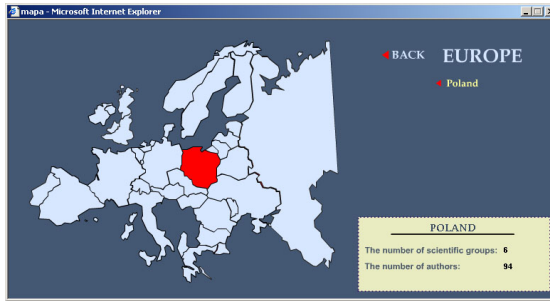 mapa - Microsoft Internet Explorer
BACK EUROPE
Poland
POLAND
The number of scientific groups: 6
The number of authors: 94